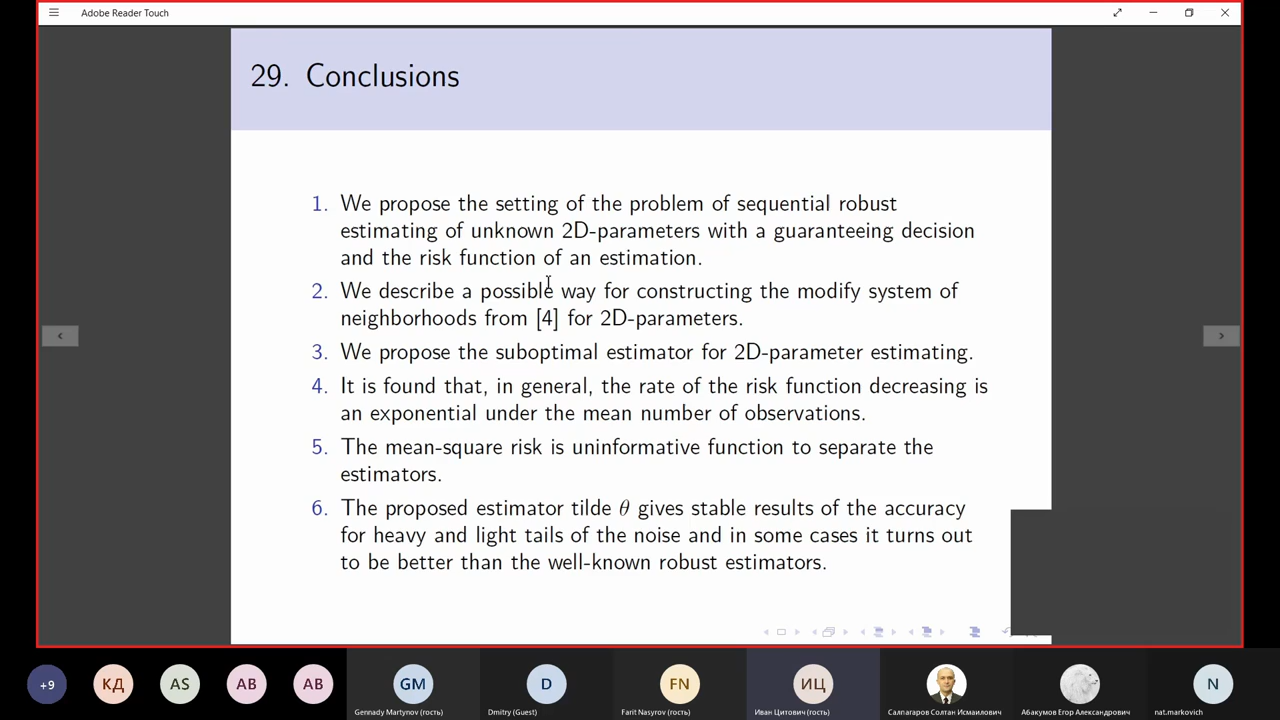 Adobe Reader Touch
29. Conclusions
1. We propose the setting of the problem of sequential robust
estimating of unknown 2D-parameters with a guaranteeing decision
and the risk function of an estimation.
2. We describe a possible way for constructing the modify system of
neighborhoods from [4] for 2D-parameters.
3. We propose the suboptimal estimator for 2D-parameter estimating.
4. It is found that, in general, the rate of the risk function decreasing is
an exponential under the mean number of observations.
5. The mean-square risk is uninformative function to separate the
estimators.
6. The proposed estimator tilde θ gives stable results of the accuracy
for heavy and light tails of the noise and in some cases it turns out
to be better than the well-known robust estimators.
+9 КД AS AB AB GM D FN ИЦ N
Gennady Martynov (гость) Dmitry (Guest) Farit Nasyrov (гость) Иван Цитович (гость) Салпагаров Солтан Исмаилович Абакумов Егор Александрович nat.markovich